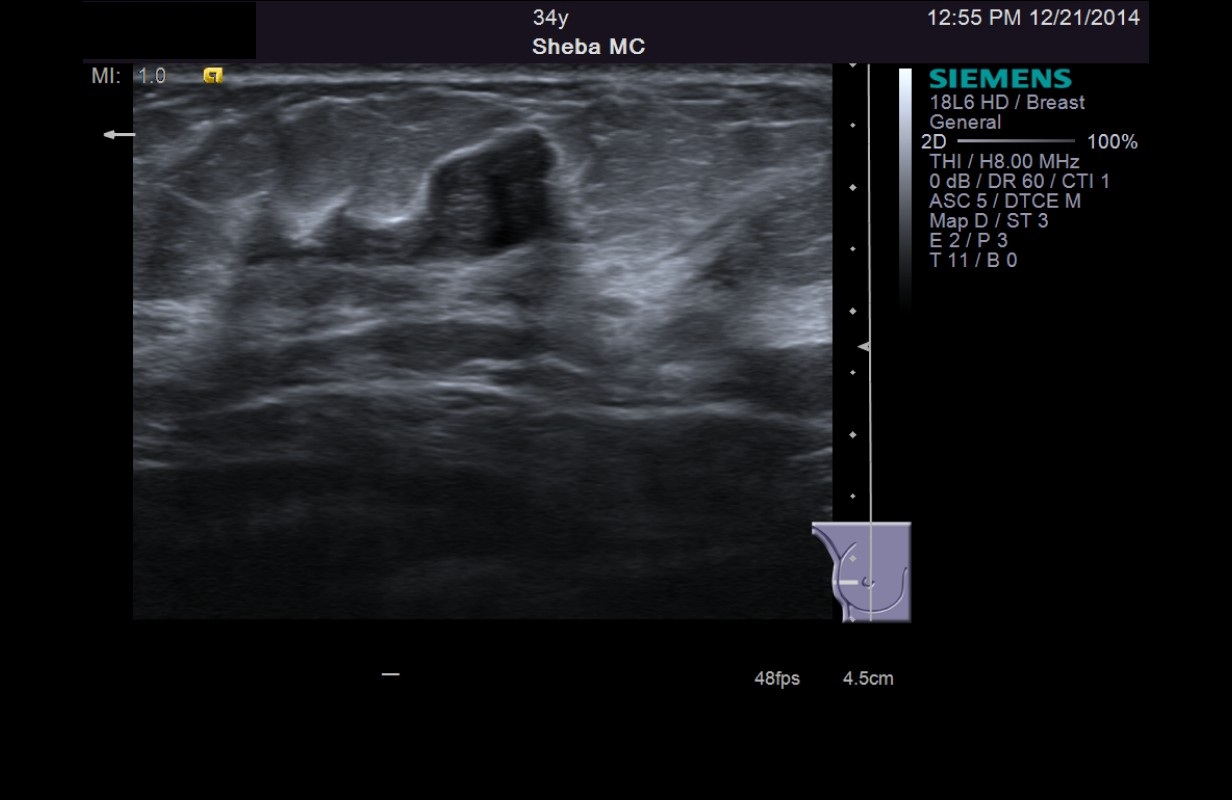 34y
12:55 PM 12/21/2014
Sheba MC
MI: 1.0
SIEMENS
18L6 HD / Breast
General
2D 100%
THI / H8.00 MHz
0 dB / DR 60 / CTI 1
ASC 5 / DTCE M
Map D / ST 3
E 2 / P 3
T 11 / B 0
48fps 4.5cm